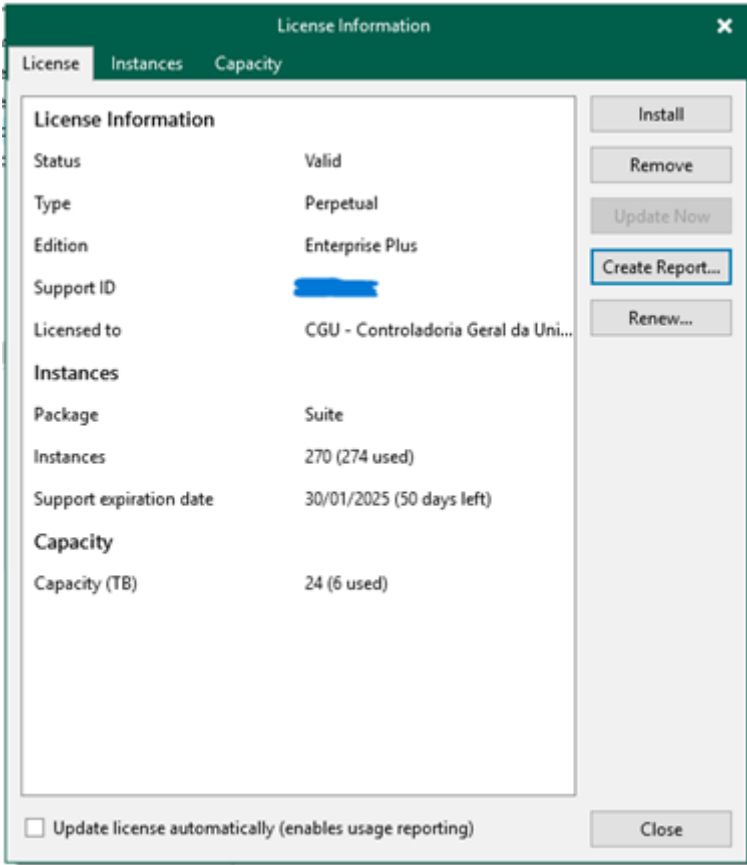 License Information
License Instances Capacity
License Information
Status Valid
Type Perpetual
Edition Enterprise Plus
Support ID
Licensed to CGU - Controladoria Geral da Uni...
Instances
Package Suite
Instances 270 (274 used)
Support expiration date 30/01/2025 (50 days left)
Capacity
Capacity (TB) 24 (6 used)
Install
Remove
Update Now
Create Report...
Renew...
Update license automatically (enables usage reporting)
Close